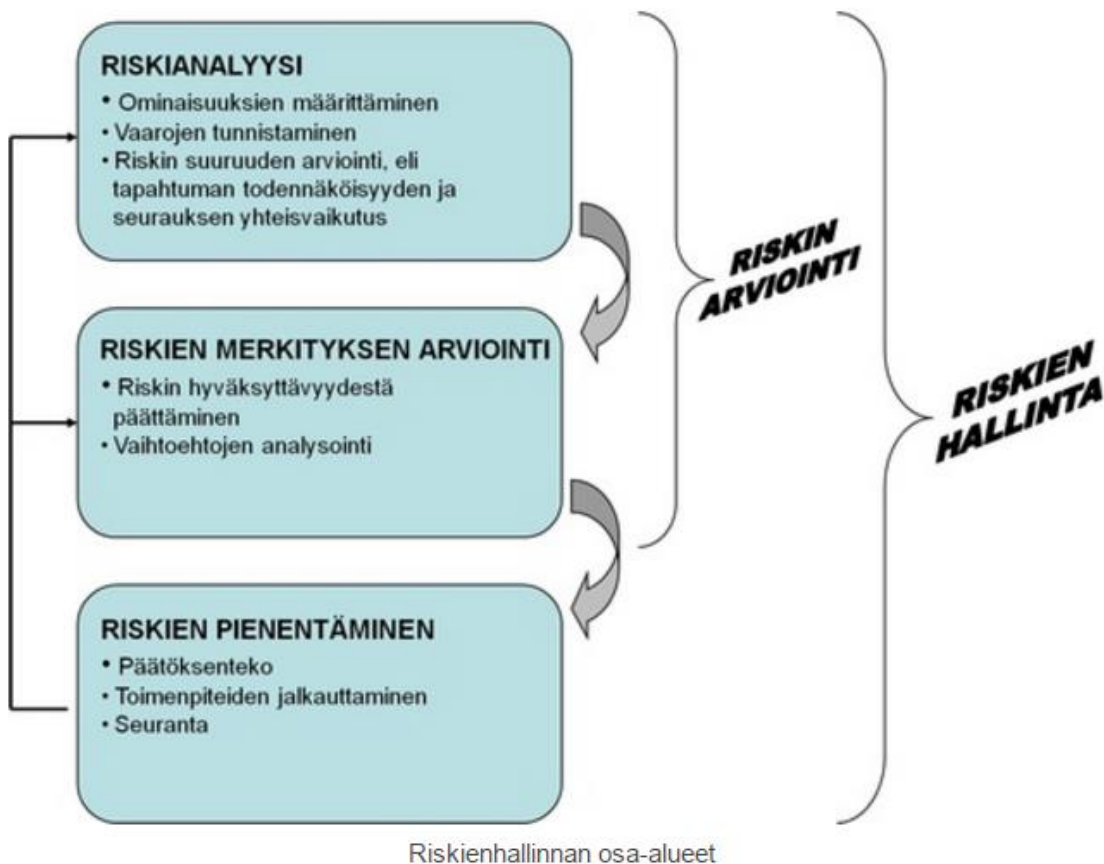 RISKIANALYYSI
• Ominaisuuksien määrittäminen
• Vaarojen tunnistaminen
• Riskin suuruuden arviointi, eli
tapahtuman todennäköisyyden ja
seurauksen yhteisvaikutus
RISKIEN MERKITYKSEN ARVIOINTI
• Riskin hyväksyttävyydestä
päättäminen
• Vaihtoehtojen analysointi
RISKIEN PIENENTÄMINEN
• Päätöksenteko
• Toimenpiteiden jalkauttaminen
• Seuranta
RISKIN
ARVIOINTI
RISKIEN
HALLINTA
Riskienhallinnan osa-alueet